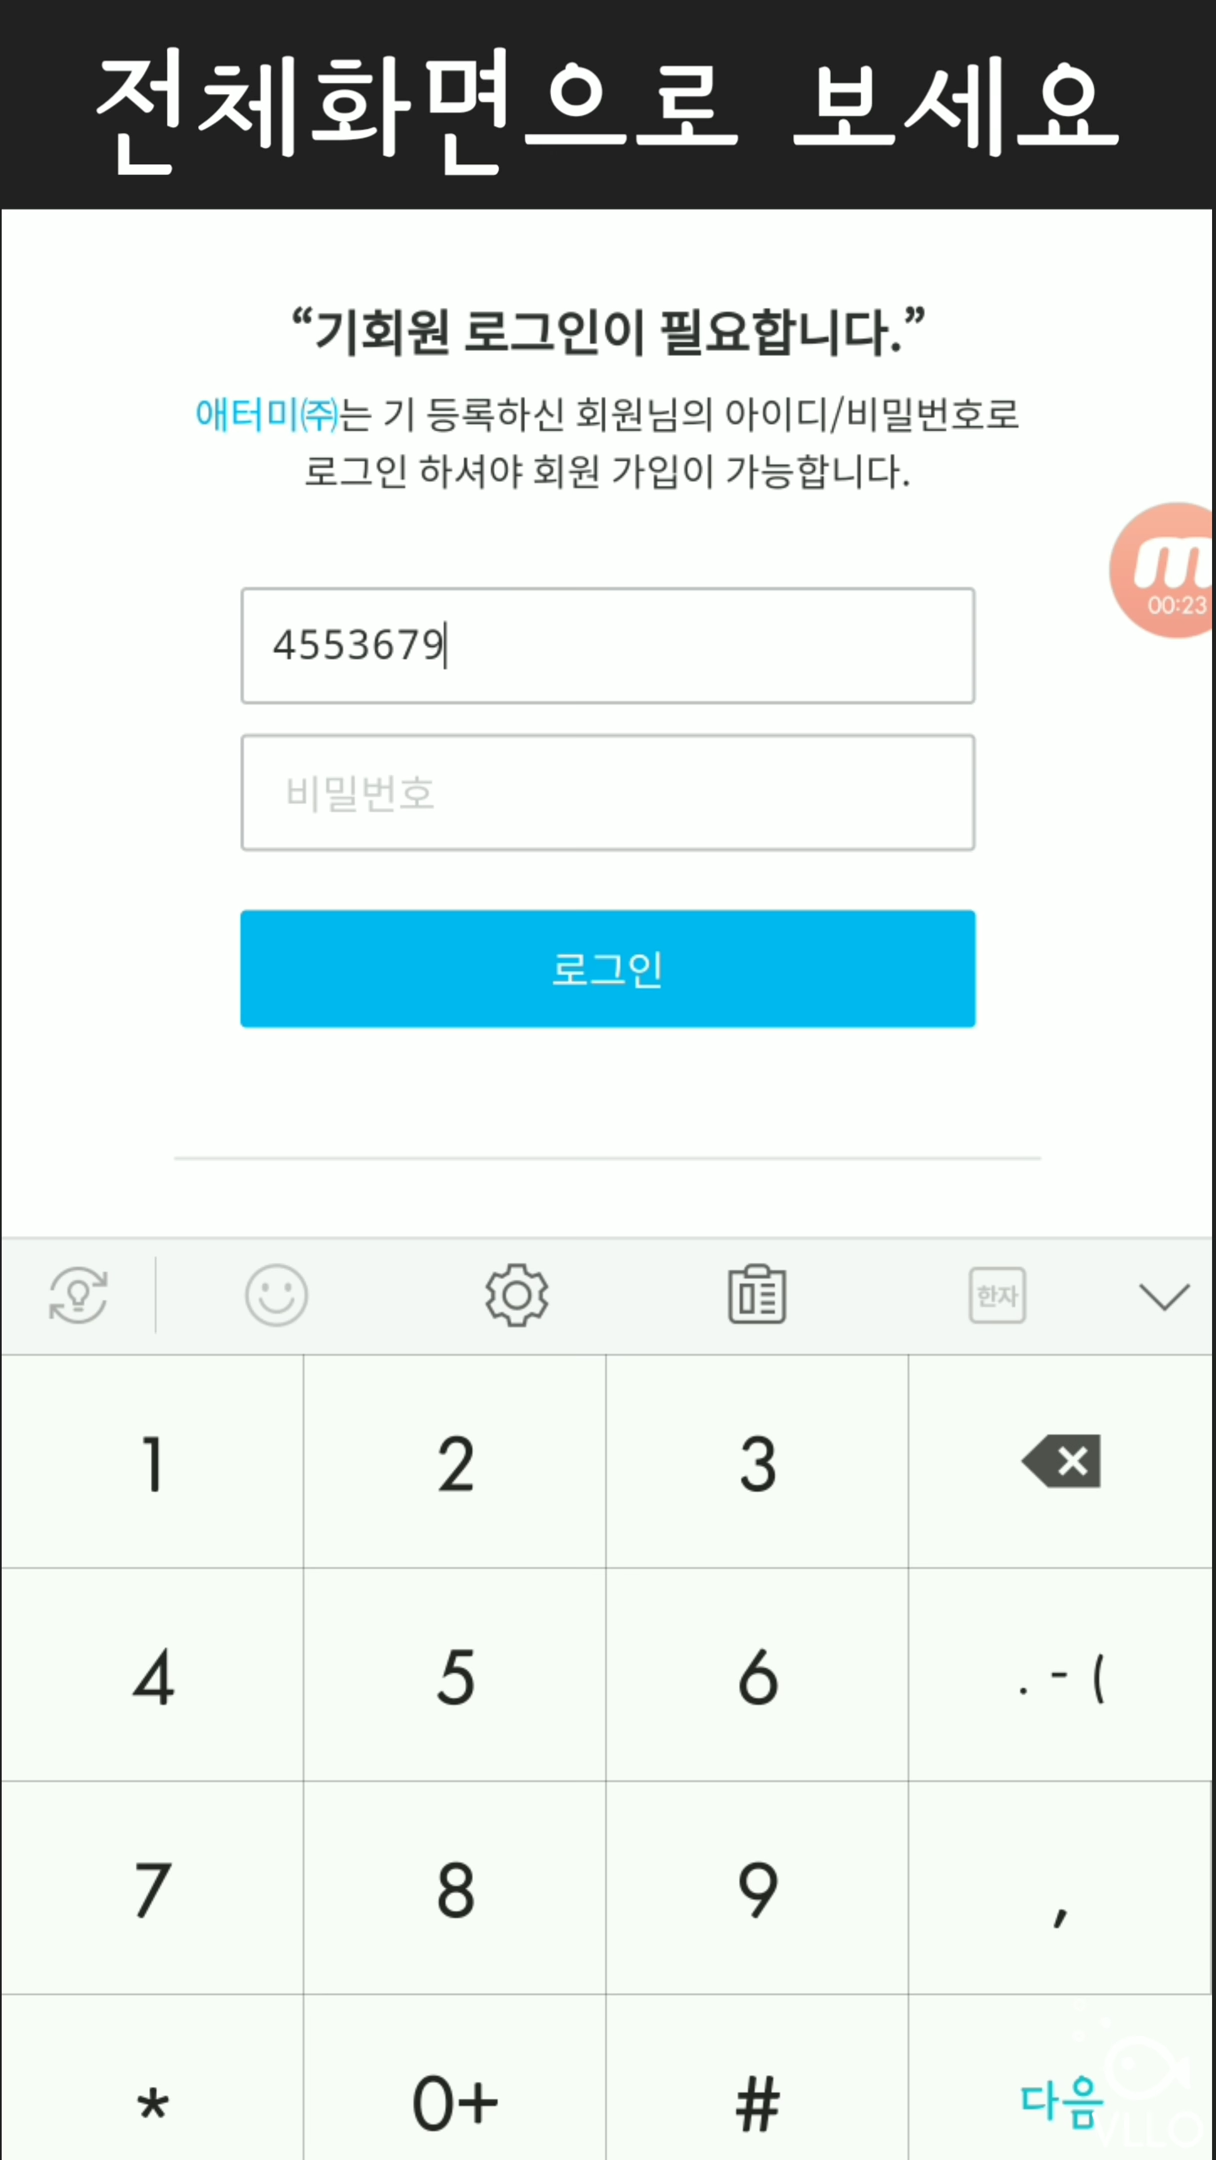 전체화면으로 보세요
“기회원 로그인이 필요합니다.”
애터미㈜는 기 등록하신 회원님의 아이디/비밀번호로
로그인 하셔야 회원 가입이 가능합니다.
m
00:23
4553679
비밀번호
로그인
한자
1 2 3
4 5 6 . - (
7 8 9 ,
* 0+ # 다음
VLLO